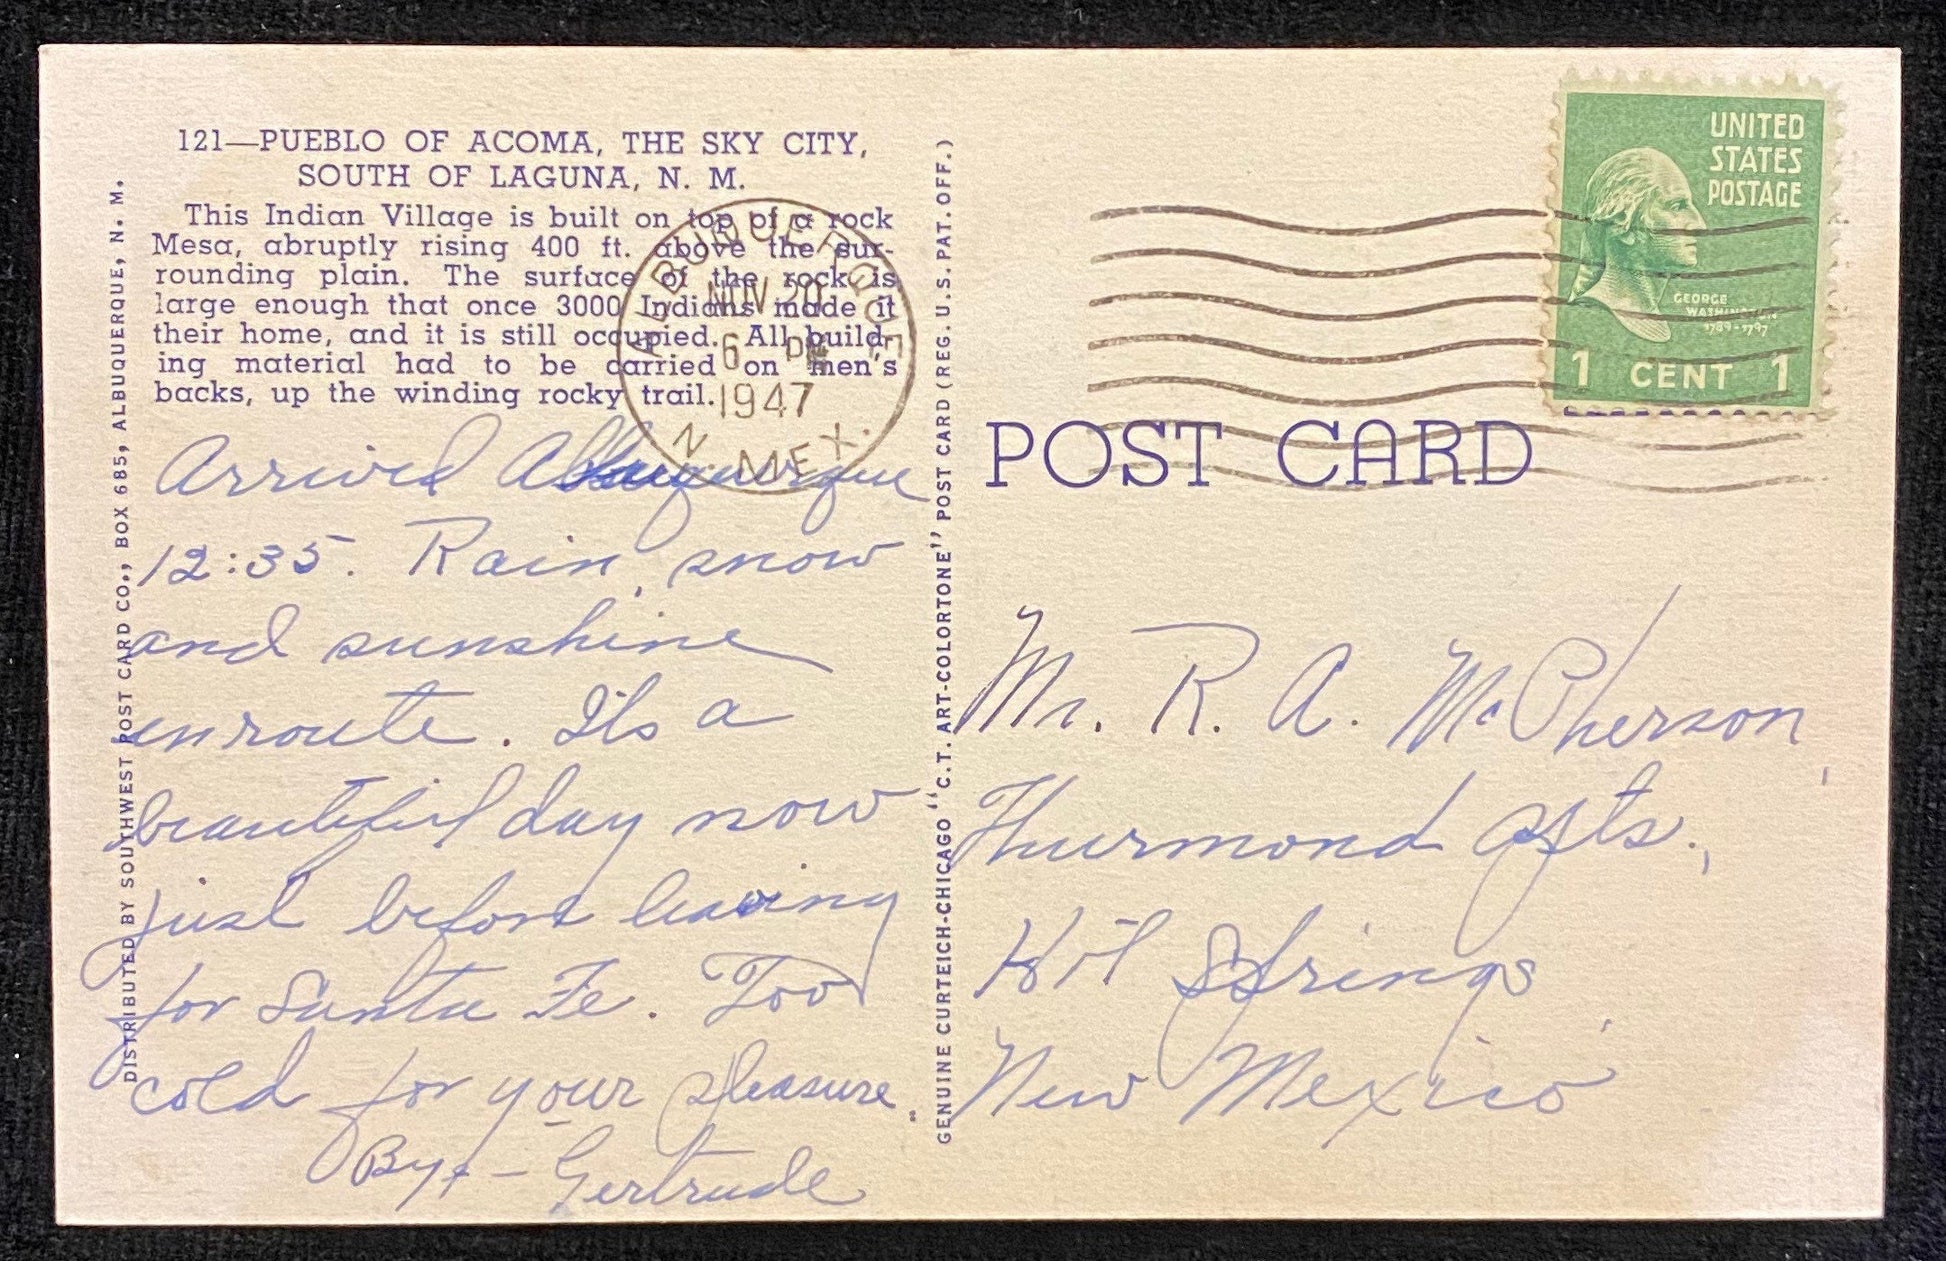 121—PUEBLO OF ACOMA, THE SKY CITY,
SOUTH OF LAGUNA, N. M.
This Indian Village is built on top of a rock
Mesa, abruptly rising 400 ft. above the sur-
rounding plain. The surface of the rock is
large enough that once 3000 Indians made it
their home, and it is still occupied. All build-
ing material had to be carried on men's
backs, up the winding rocky trail.
ALBUQUERQUE
NOV 20
6 PM
1947
N. MEX.
Arrived Albuquerque
12:35. Rain, snow
and sunshine
enroute. Its a
beautiful day now
just before leaving
for Santa Fe. Too
cold for your pleasure.
By - Gertrude
DISTRIBUTED BY SOUTHWEST POST CARD CO., BOX 685, ALBUQUERQUE, N. M.
GENUINE CURTEICH-CHICAGO "C.T. ART-COLORTONE" POST CARD (REG. U.S. PAT. OFF.)
UNITED
STATES
POSTAGE
GEORGE
WASHINGTON
1789-1797
1 CENT 1
POST CARD
Mr. R. A. McPherson,
Thurmond Apts.,
Hot Springs,
New Mexico